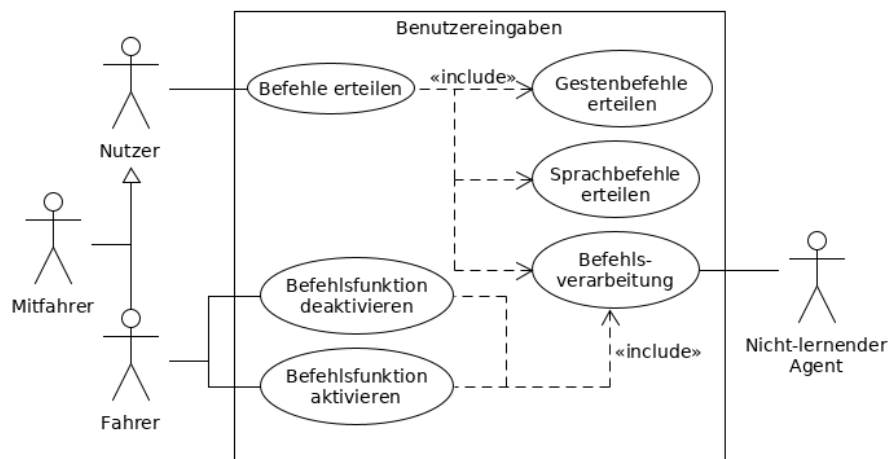 Benutzereingaben
Nutzer
Befehle erteilen
«include»
Gestenbefehle
erteilen
Sprachbefehle
erteilen
Mitfahrer
Befehlsfunktion
deaktivieren
Befehls-
verarbeitung
Nicht-lernender
Agent
Fahrer
Befehlsfunktion
aktivieren
«include»